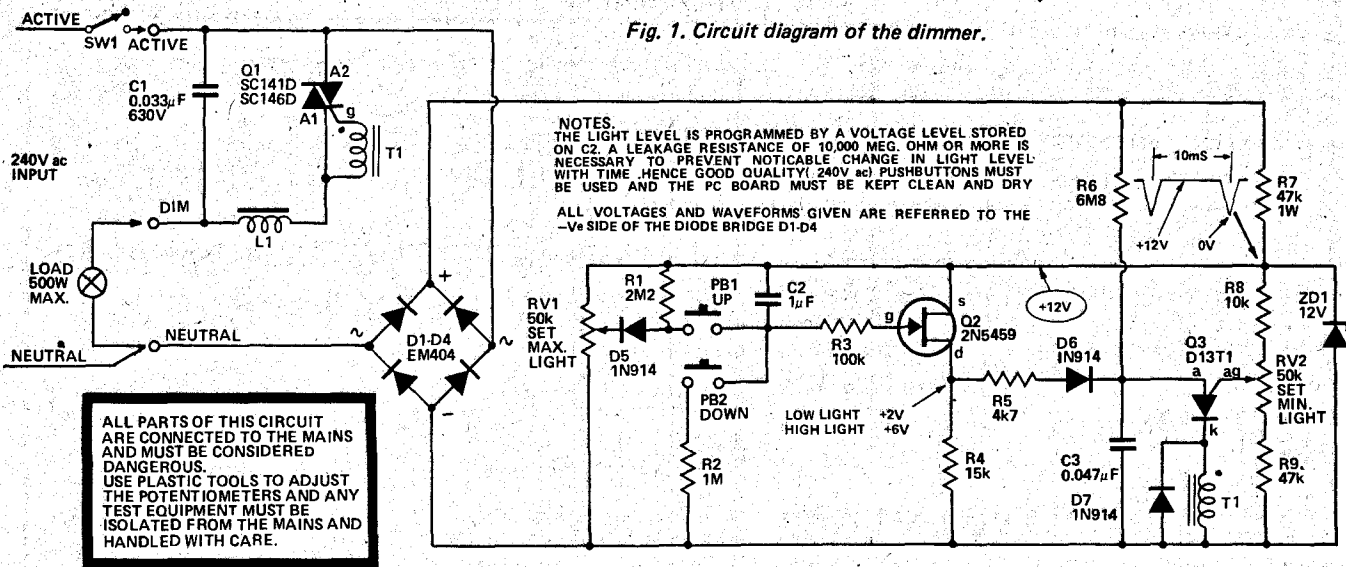 Fig. 1. Circuit diagram of the dimmer.
ACTIVE
SW1
ACTIVE
C1
0.033µF
630V
Q1
SC141D
SC146D
A2
A1
g
T1
240V ac
INPUT
DIM
L1
LOAD
500W
MAX.
NEUTRAL
NEUTRAL
NOTES.
THE LIGHT LEVEL IS PROGRAMMED BY A VOLTAGE LEVEL STORED
ON C2. A LEAKAGE RESISTANCE OF 10,000 MEG. OHM OR MORE IS
NECESSARY TO PREVENT NOTICABLE CHANGE IN LIGHT LEVEL
WITH TIME .HENCE GOOD QUALITY( 240V ac) PUSHBUTTONS MUST
BE USED AND THE PC BOARD MUST BE KEPT CLEAN AND DRY
ALL VOLTAGES AND WAVEFORMS GIVEN ARE REFERRED TO THE
–Ve SIDE OF THE DIODE BRIDGE D1-D4
R6
6M8
10mS
+12V
0V
R7
47k
1W
+
~
D1-D4
EM404
~
-
RV1
50k
SET
MAX.
LIGHT
R1
2M2
D5
1N914
PB1
UP
PB2
DOWN
R2
1M
C2
1µF
R3
100k
g
s
d
Q2
2N5459
+12V
LOW LIGHT +2V
HIGH LIGHT +6V
R5
4k7
R4
15k
D6
IN914
C3
0.047µF
D7
1N914
Q3
D13T1
a
ag
k
T1
R8
10k
RV2
50k
SET
MIN.
LIGHT
R9
47k
ZD1
12V
ALL PARTS OF THIS CIRCUIT
ARE CONNECTED TO THE MAINS
AND MUST BE CONSIDERED
DANGEROUS.
USE PLASTIC TOOLS TO ADJUST
THE POTENTIOMETERS AND ANY
TEST EQUIPMENT MUST BE
ISOLATED FROM THE MAINS AND
HANDLED WITH CARE.